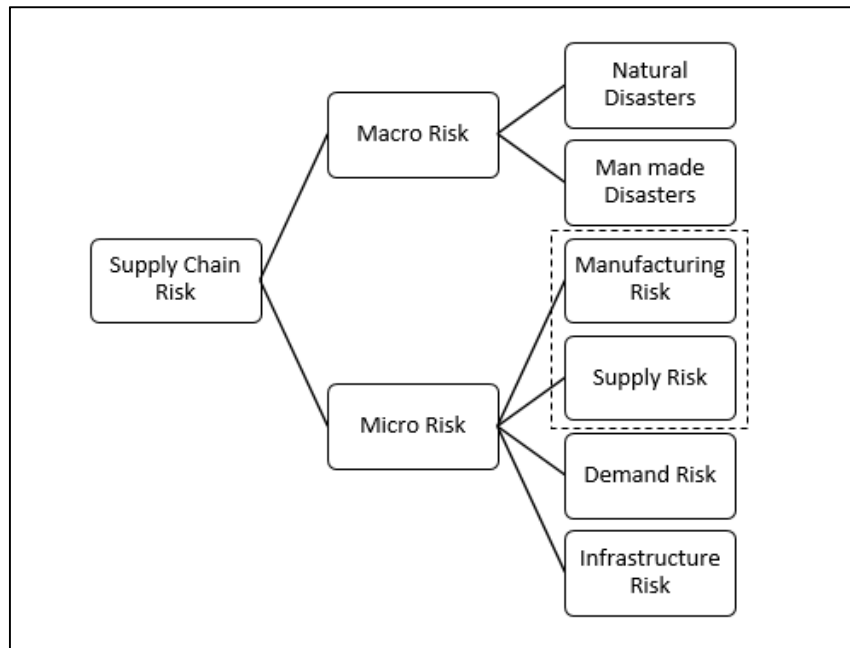 Natural
Disasters
Macro Risk
Man made
Disasters
Supply Chain
Risk
Manufacturing
Risk
Supply Risk
Micro Risk
Demand Risk
Infrastructure
Risk